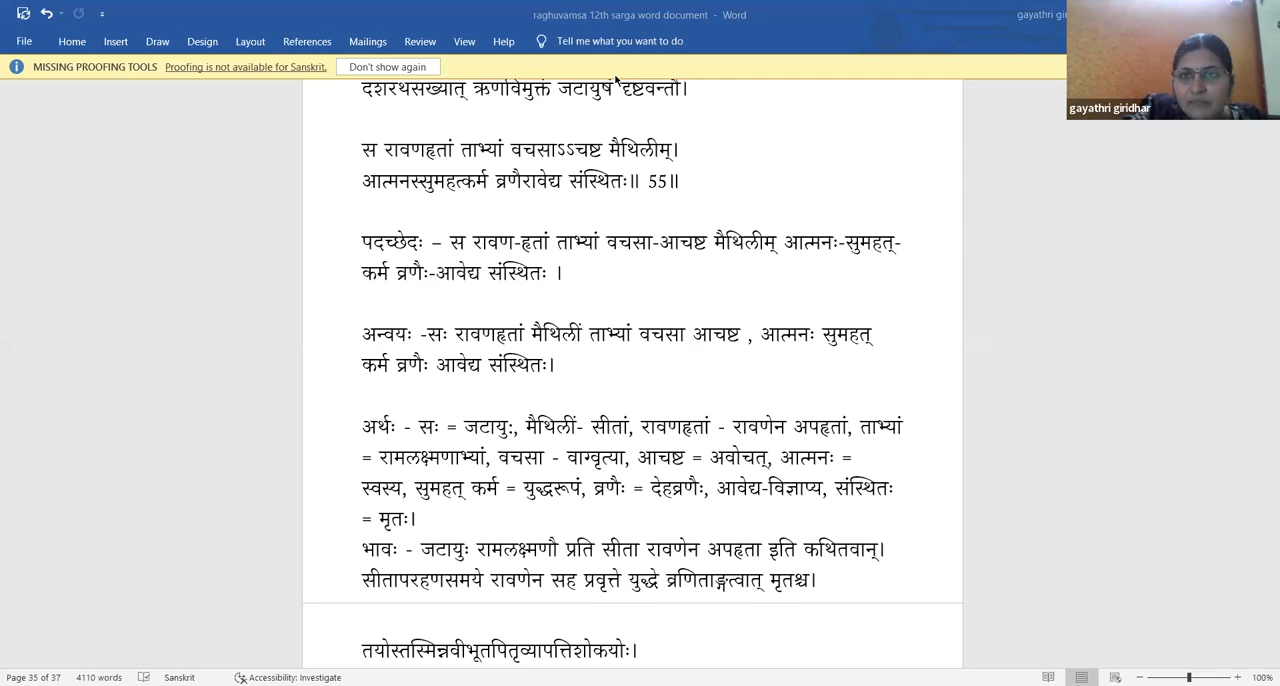 raghuvamsa 12th sarga word document - Word
gayathri gir
File Home Insert Draw Design Layout References Mailings Review View Help Tell me what you want to do
MISSING PROOFING TOOLS Proofing is not available for Sanskrit. Don't show again
gayathri giridhar
दशरथसख्यात् ऋणविमुक्तं जटायुषं दृष्टवन्तौ।
स रावणहृतां ताभ्यां वचसाऽऽचष्ट मैथिलीम्।
आत्मनस्सुमहत्कर्म व्रणैरावेद्य संस्थितः॥ 55॥
पदच्छेदः – स रावण-हृतां ताभ्यां वचसा-आचष्ट मैथिलीम् आत्मनः-सुमहत्-
कर्म व्रणैः-आवेद्य संस्थितः ।
अन्वयः -सः रावणहृतां मैथिलीं ताभ्यां वचसा आचष्ट , आत्मनः सुमहत्
कर्म व्रणैः आवेद्य संस्थितः।
अर्थः - सः = जटायु:, मैथिलीं- सीतां, रावणहृतां - रावणेन अपहृतां, ताभ्यां
= रामलक्ष्मणाभ्यां, वचसा - वाग्वृत्या, आचष्ट = अवोचत्, आत्मनः =
स्वस्य, सुमहत् कर्म = युद्धरूपं, व्रणैः = देहव्रणैः, आवेद्य-विज्ञाप्य, संस्थितः
= मृतः।
भावः - जटायुः रामलक्ष्मणौ प्रति सीता रावणेन अपहृता इति कथितवान्।
सीतापरहणसमये रावणेन सह प्रवृत्ते युद्धे व्रणिताङ्गत्वात् मृतश्च।
तयोस्तस्मिन्नवीभूतपितृव्यापत्तिशोकयोः।
Page 35 of 37 4110 words Sanskrit Accessibility: Investigate 100%